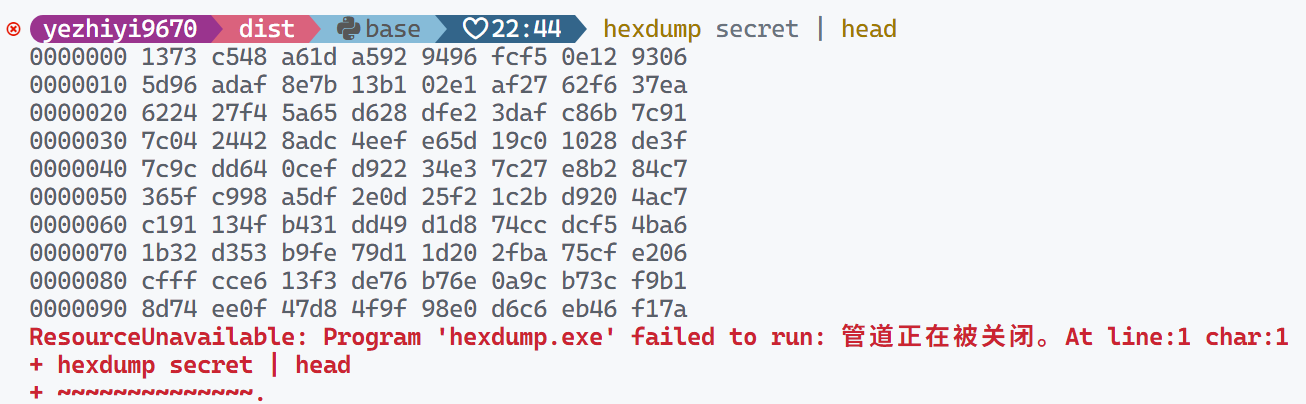 yezhiyi9670 dist base 22:44 hexdump secret | head
0000000 1373 c548 a61d a592 9496 fcf5 0e12 9306
0000010 5d96 adaf 8e7b 13b1 02e1 af27 62f6 37ea
0000020 6224 27f4 5a65 d628 dfe2 3daf c86b 7c91
0000030 7c04 2442 8adc 4eef e65d 19c0 1028 de3f
0000040 7c9c dd64 0cef d922 34e3 7c27 e8b2 84c7
0000050 365f c998 a5df 2e0d 25f2 1c2b d920 4ac7
0000060 c191 134f b431 dd49 d1d8 74cc dcf5 4ba6
0000070 1b32 d353 b9fe 79d1 1d20 2fba 75cf e206
0000080 cfff cce6 13f3 de76 b76e 0a9c b73c f9b1
0000090 8d74 ee0f 47d8 4f9f 98e0 d6c6 eb46 f17a
ResourceUnavailable: Program 'hexdump.exe' failed to run: 管道正在被关闭。At line:1 char:1
+ hexdump secret | head
+ ~~~~~~~~~~~~~~.